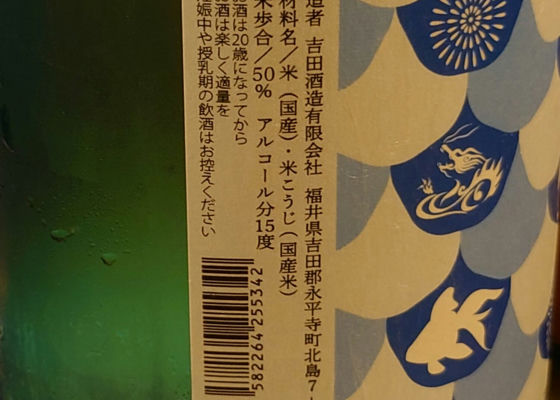 造者 吉田酒造有限会社 福井県吉田郡永平寺町北島7
材料名／米（国産）・米こうじ（国産米）
米歩合／50％ アルコール分15度
お酒は20歳になってから
お酒は楽しく適量を
妊娠中や授乳期の飲酒はお控えください
582264 255342